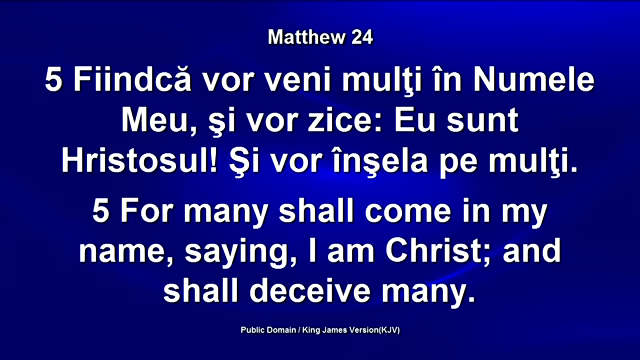 Matthew 24
5 Fiindcă vor veni mulţi în Numele
Meu, şi vor zice: Eu sunt
Hristosul! Şi vor înşela pe mulţi.
5 For many shall come in my
name, saying, I am Christ; and
shall deceive many.
Public Domain / King James Version(KJV)